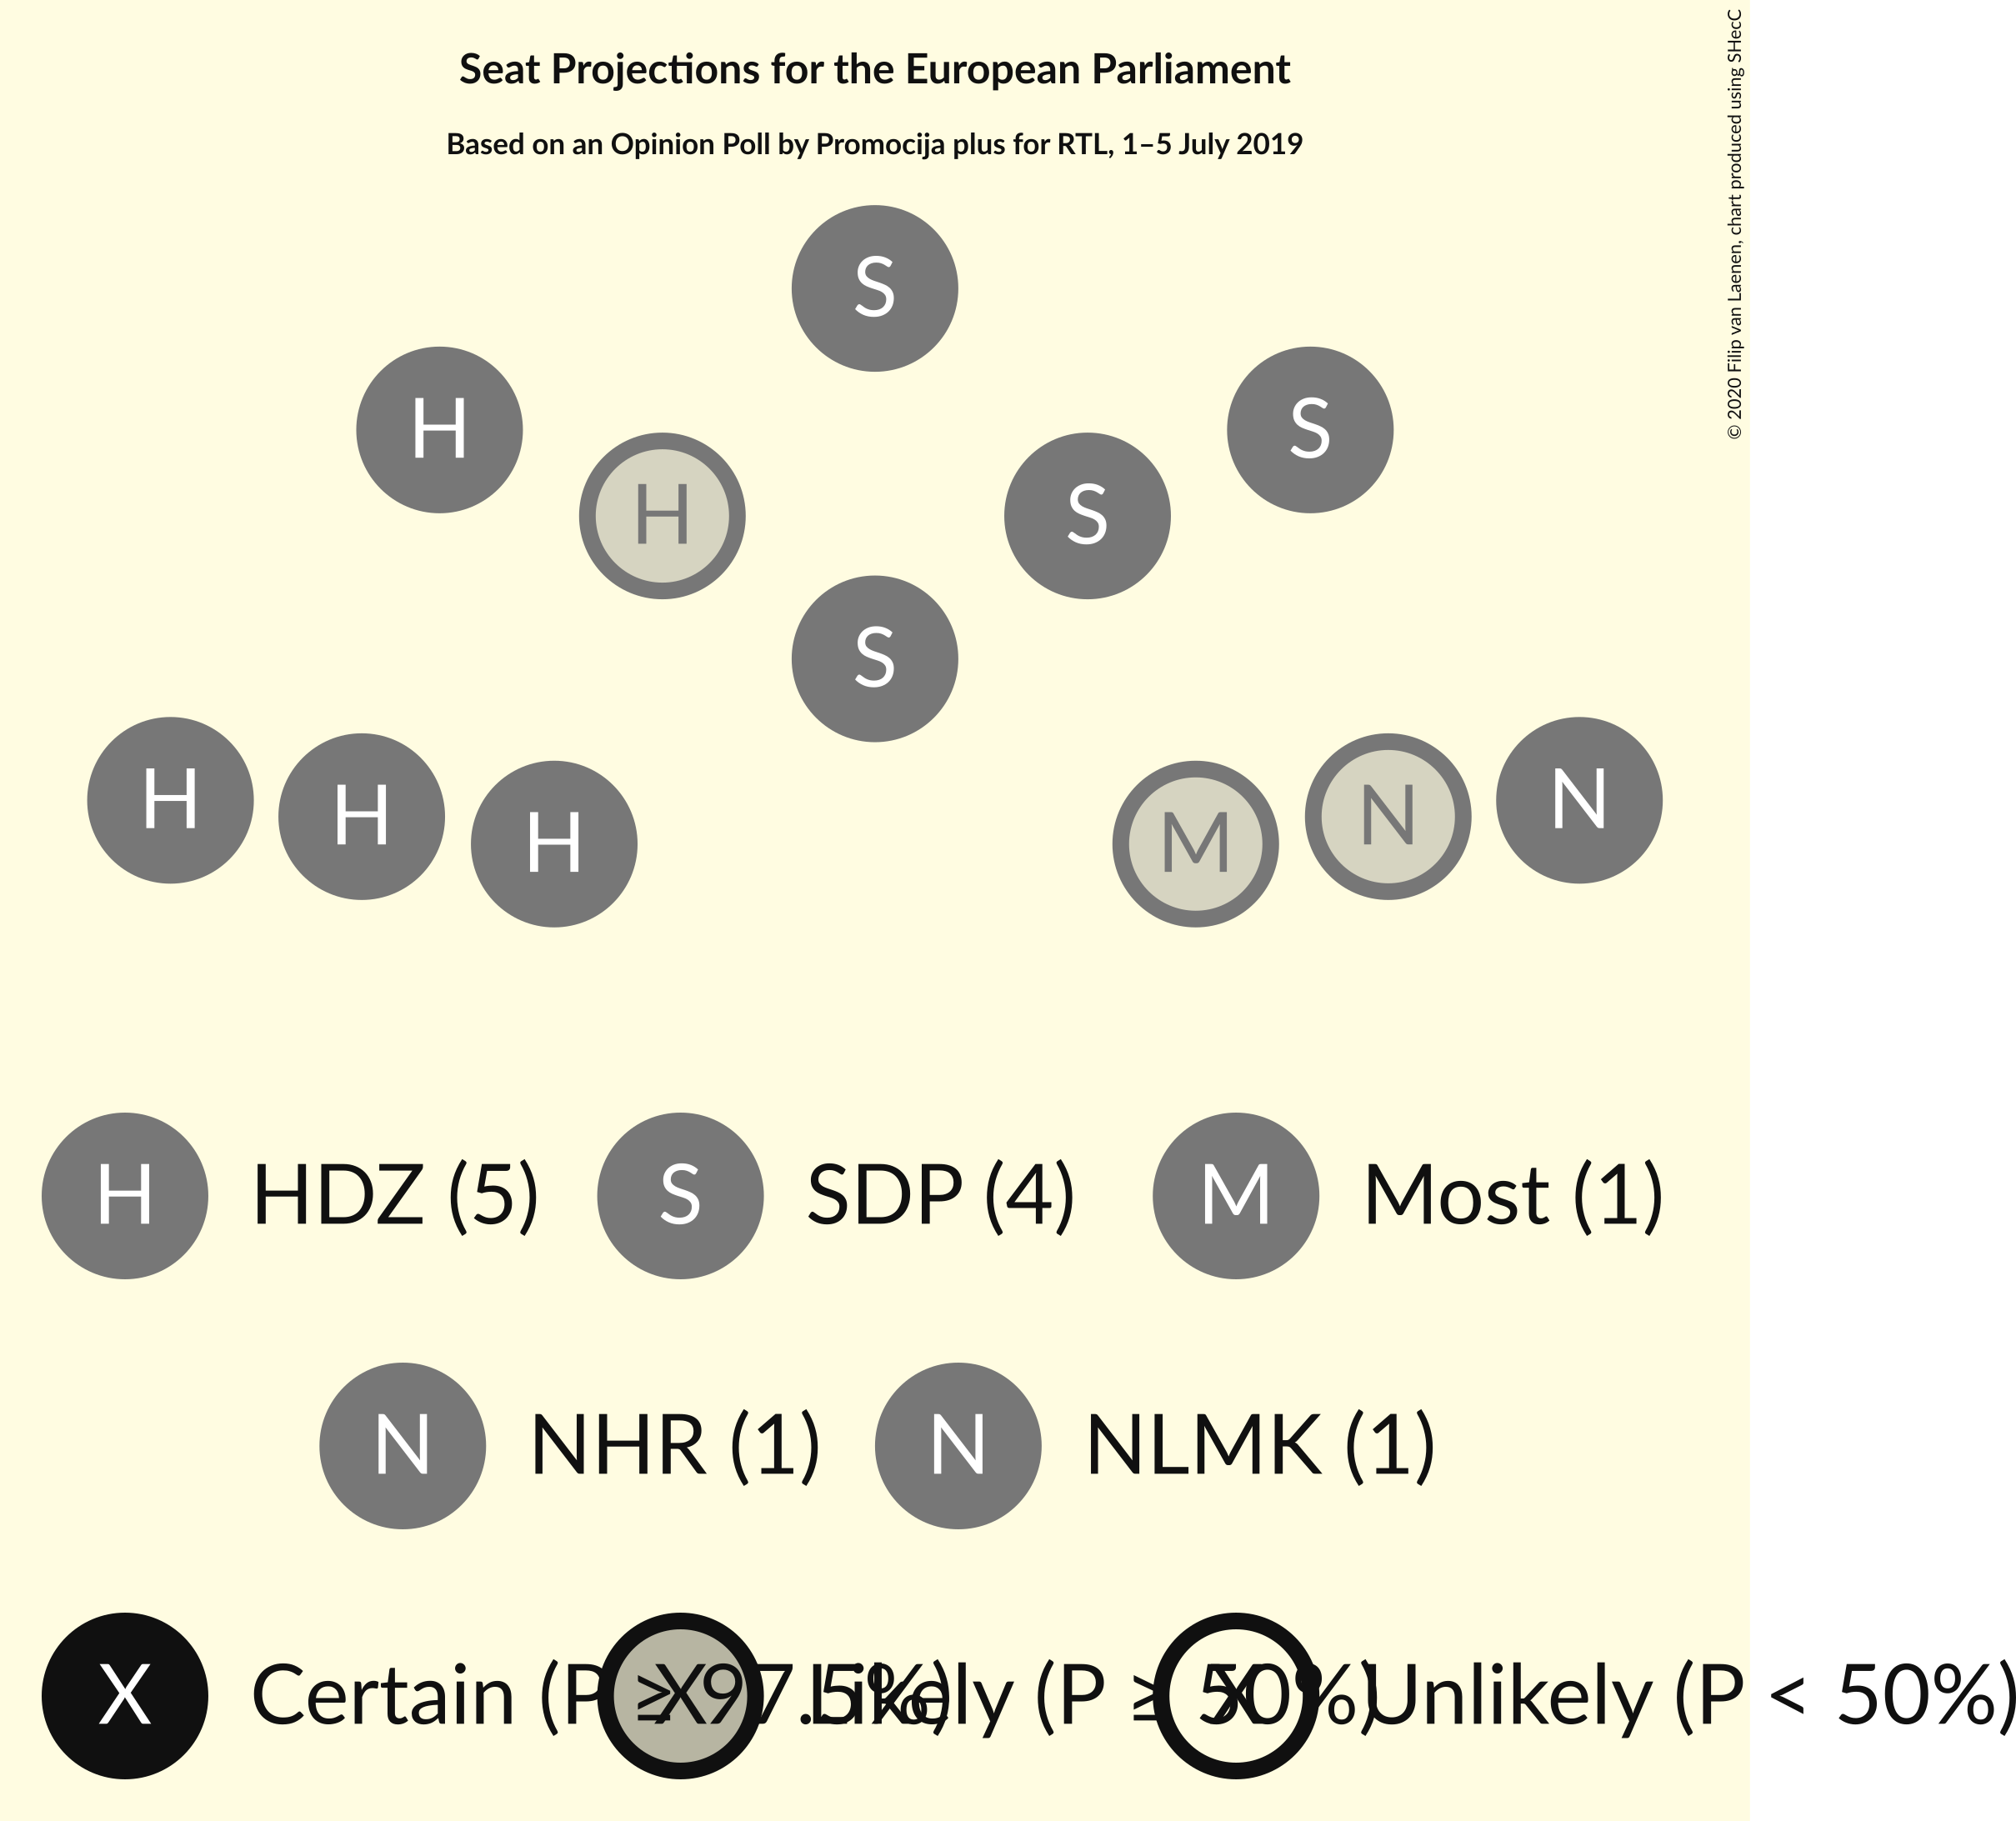 Seat Projections for the European Parliament
Based on an Opinion Poll by Promocija plus for RTL, 1–5 July 2019
© 2020 Filip van Laenen, chart produced using SHecC
S
H S
H S
S
H N
H N
H M
H HDZ (5) S SDP (4) M Most (1)
N NHR (1) N NLMK (1)
X Certain (P ≥ 97.5%) X Likely (P ≥ 50%) X Unlikely (P < 50%)